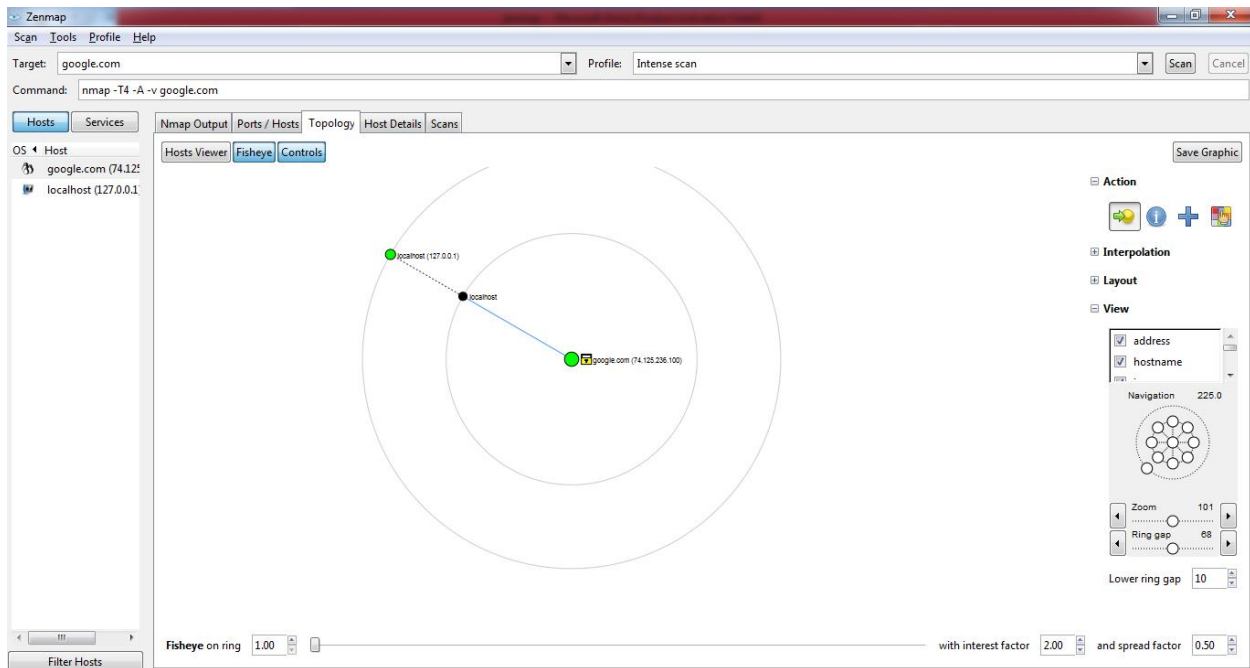 Zenmap
Scan Tools Profile Help
Target: google.com Profile: Intense scan Scan Cancel
Command: nmap -T4 -A -v google.com
Hosts Services Nmap Output Ports / Hosts Topology Host Details Scans
OS Host Hosts Viewer Fisheye Controls Save Graphic
google.com (74.125
localhost (127.0.0.1)
Action
Interpolation
Layout
View
address
hostname
Navigation 225.0
Zoom 101
Ring gap 68
Lower ring gap 10
localhost (127.0.0.1)
localhost
google.com (74.125.236.100)
Fisheye on ring 1.00 with interest factor 2.00 and spread factor 0.50
Filter Hosts